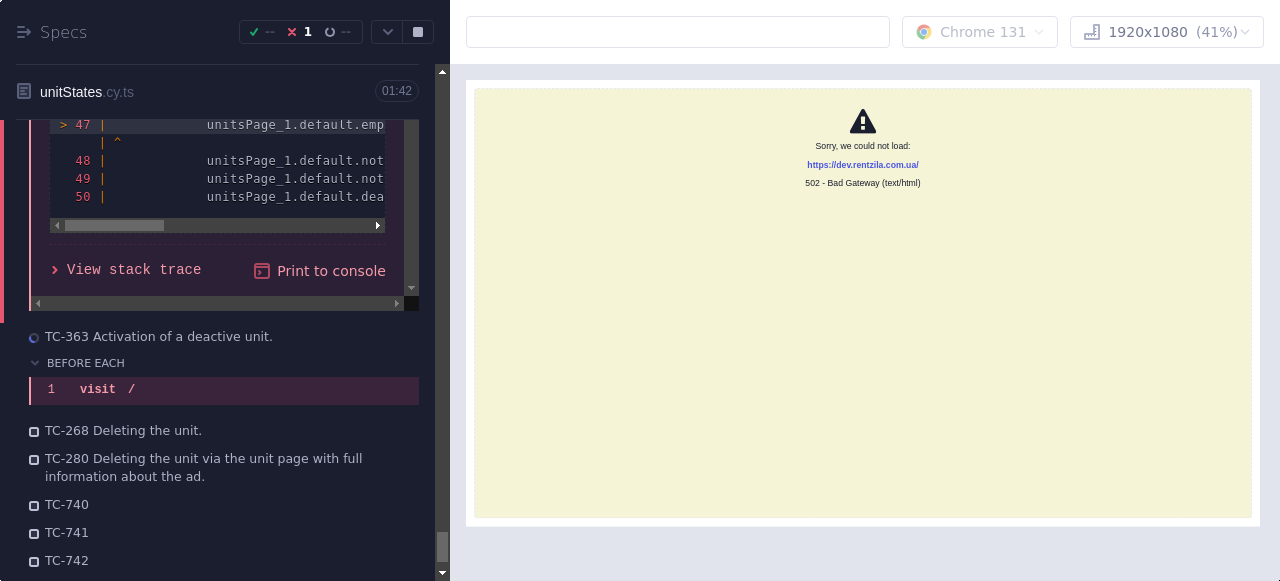 Specs
--
1
--
unitStates.cy.ts
01:42
> 47 | unitsPage_1.default.emp
| ^
48 | unitsPage_1.default.not
49 | unitsPage_1.default.not
50 | unitsPage_1.default.dea
View stack trace
Print to console
TC-363 Activation of a deactive unit.
BEFORE EACH
1 visit /
TC-268 Deleting the unit.
TC-280 Deleting the unit via the unit page with full
information about the ad.
TC-740
TC-741
TC-742
Chrome 131
1920x1080 (41%)
Sorry, we could not load:
https://dev.rentzila.com.ua/
502 - Bad Gateway (text/html)